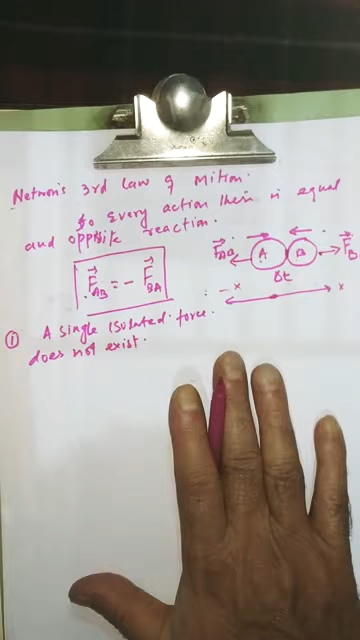 Newton's 3rd Law of Motion.
To every action there is equal
and opposite reaction.
F_AB = - F_BA
F_AB A B F_B
Δt
- x x
① A single isolated force
does not exist.